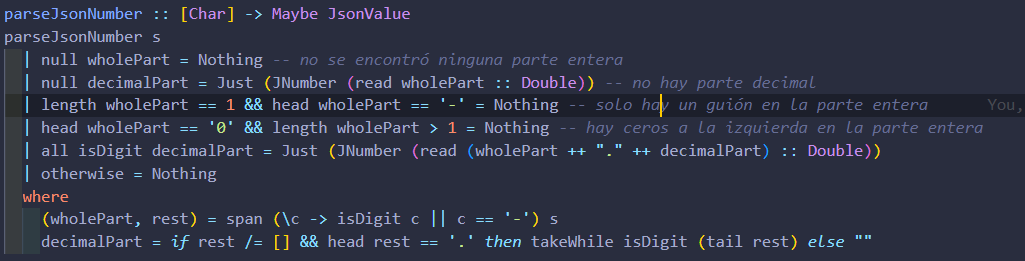 parseJsonNumber :: [Char] -> Maybe JsonValue
parseJsonNumber s
  | null wholePart = Nothing -- no se encontró ninguna parte entera
  | null decimalPart = Just (JNumber (read wholePart :: Double)) -- no hay parte decimal
  | length wholePart == 1 && head wholePart == '-' = Nothing -- solo hay un guión en la parte entera You,
  | head wholePart == '0' && length wholePart > 1 = Nothing -- hay ceros a la izquierda en la parte entera
  | all isDigit decimalPart = Just (JNumber (read (wholePart ++ "." ++ decimalPart) :: Double))
  | otherwise = Nothing
  where
    (wholePart, rest) = span (\c -> isDigit c || c == '-') s
    decimalPart = if rest /= [] && head rest == '.' then takeWhile isDigit (tail rest) else ""